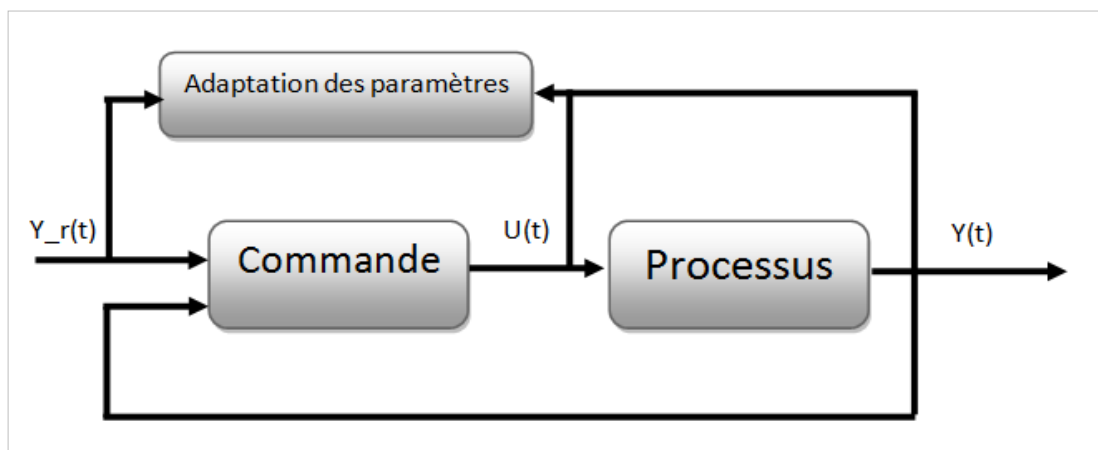 Adaptation des paramètres
Y_r(t)
Commande
U(t)
Processus
Y(t)